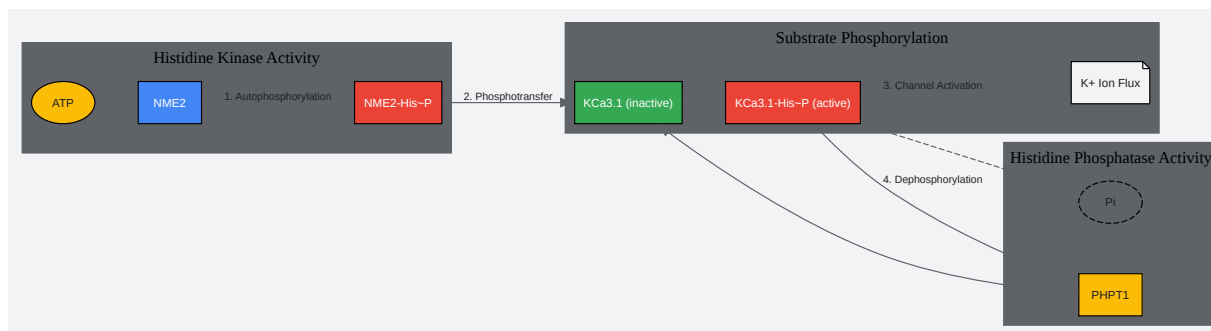 Histidine Kinase Activity
ATP
NME2
1. Autophosphorylation
NME2-His~P
2. Phosphotransfer
Substrate Phosphorylation
KCa3.1 (inactive)
KCa3.1-His~P (active)
3. Channel Activation
K+ Ion Flux
4. Dephosphorylation
Histidine Phosphatase Activity
Pi
PHPT1